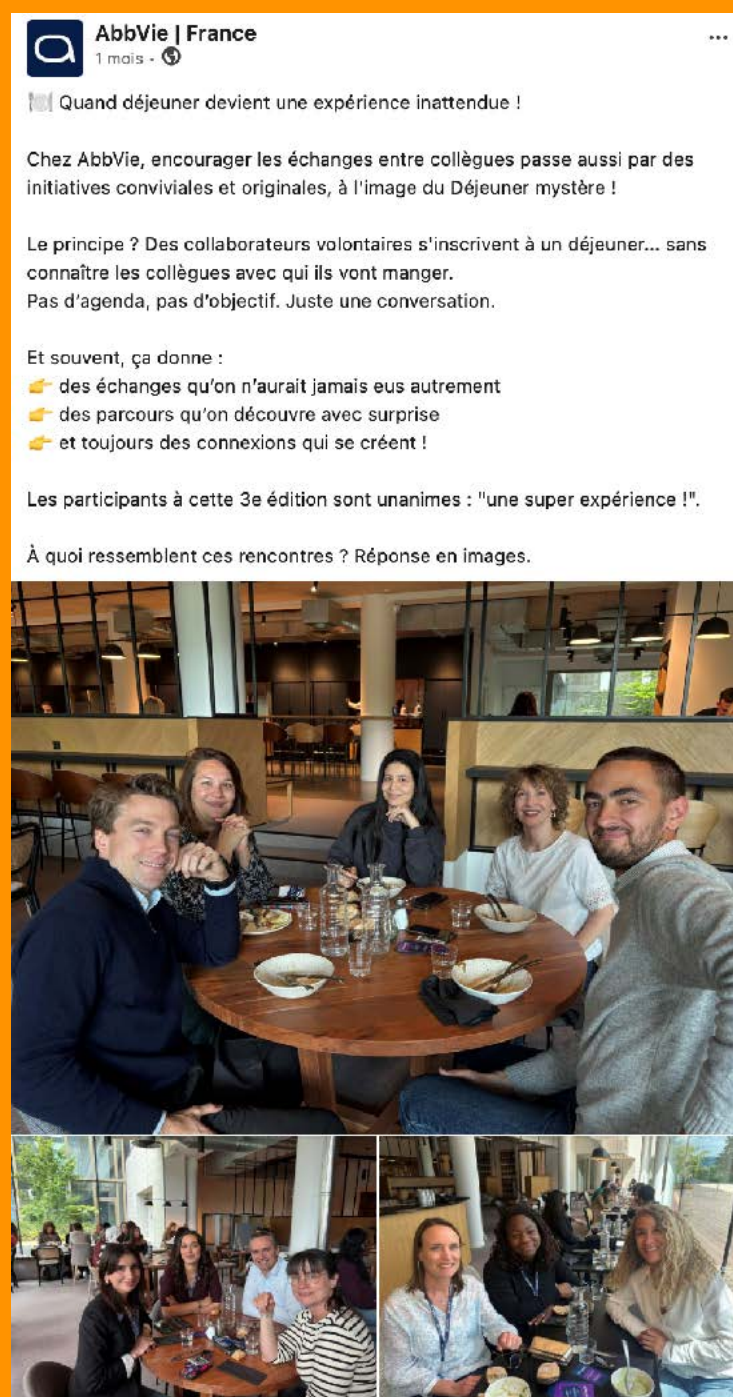 AbbVie | France
1 mois •
🍽️ Quand déjeuner devient une expérience inattendue !
Chez AbbVie, encourager les échanges entre collègues passe aussi par des
initiatives conviviales et originales, à l'image du Déjeuner mystère !
Le principe ? Des collaborateurs volontaires s'inscrivent à un déjeuner... sans
connaître les collègues avec qui ils vont manger.
Pas d'agenda, pas d'objectif. Juste une conversation.
Et souvent, ça donne :
👉 des échanges qu'on n'aurait jamais eus autrement
👉 des parcours qu'on découvre avec surprise
👉 et toujours des connexions qui se créent !
Les participants à cette 3e édition sont unanimes : "une super expérience !".
À quoi ressemblent ces rencontres ? Réponse en images.